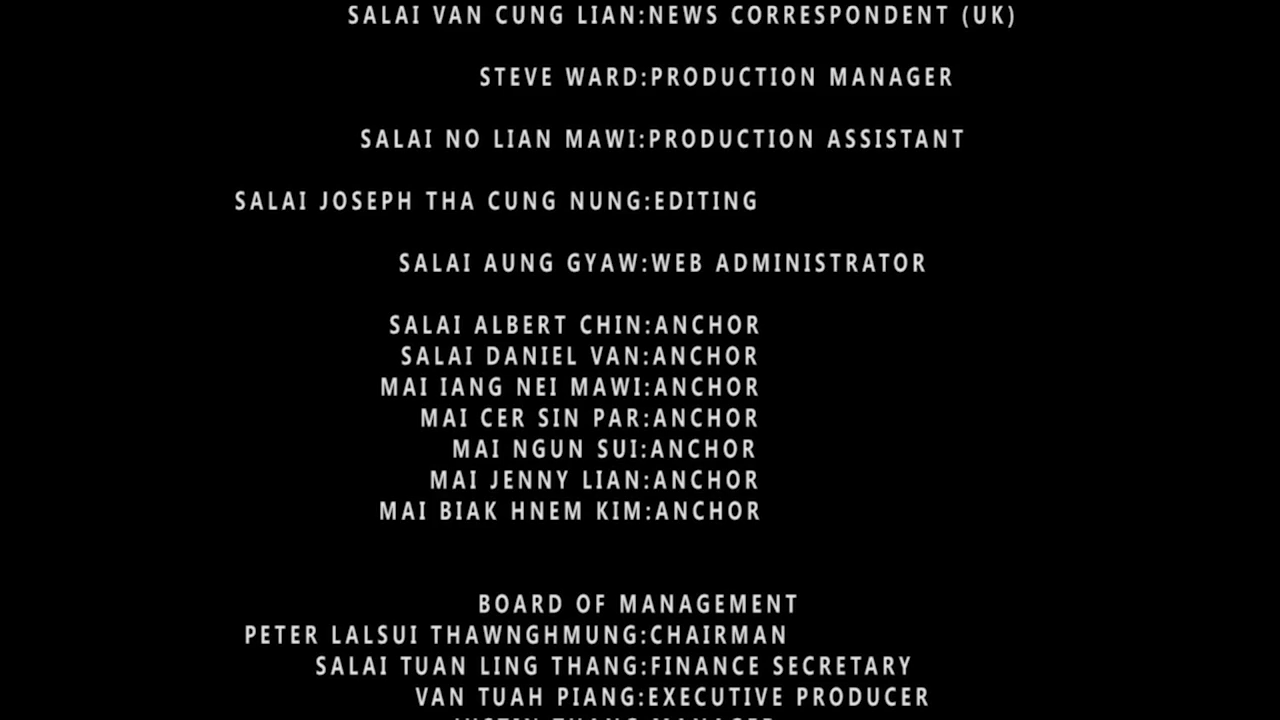 SALAI VAN CUNG LIAN:NEWS CORRESPONDENT (UK)
STEVE WARD:PRODUCTION MANAGER
SALAI NO LIAN MAWI:PRODUCTION ASSISTANT
SALAI JOSEPH THA CUNG NUNG:EDITING
SALAI AUNG GYAW:WEB ADMINISTRATOR
SALAI ALBERT CHIN:ANCHOR
SALAI DANIEL VAN:ANCHOR
MAI IANG NEI MAWI:ANCHOR
MAI CER SIN PAR:ANCHOR
MAI NGUN SUI:ANCHOR
MAI JENNY LIAN:ANCHOR
MAI BIAK HNEM KIM:ANCHOR
BOARD OF MANAGEMENT
PETER LALSUI THAWNGHMUNG:CHAIRMAN
SALAI TUAN LING THANG:FINANCE SECRETARY
VAN TUAH PIANG:EXECUTIVE PRODUCER